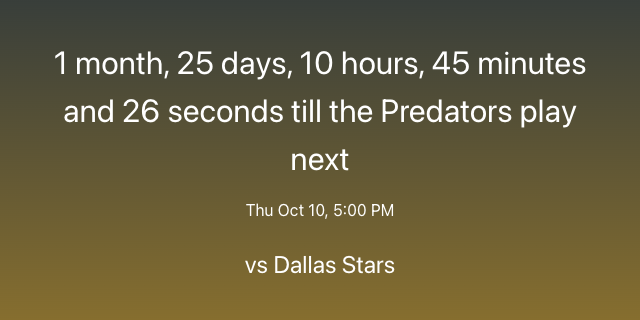 1 month, 25 days, 10 hours, 45 minutes
and 26 seconds till the Predators play
next
Thu Oct 10, 5:00 PM
vs Dallas Stars